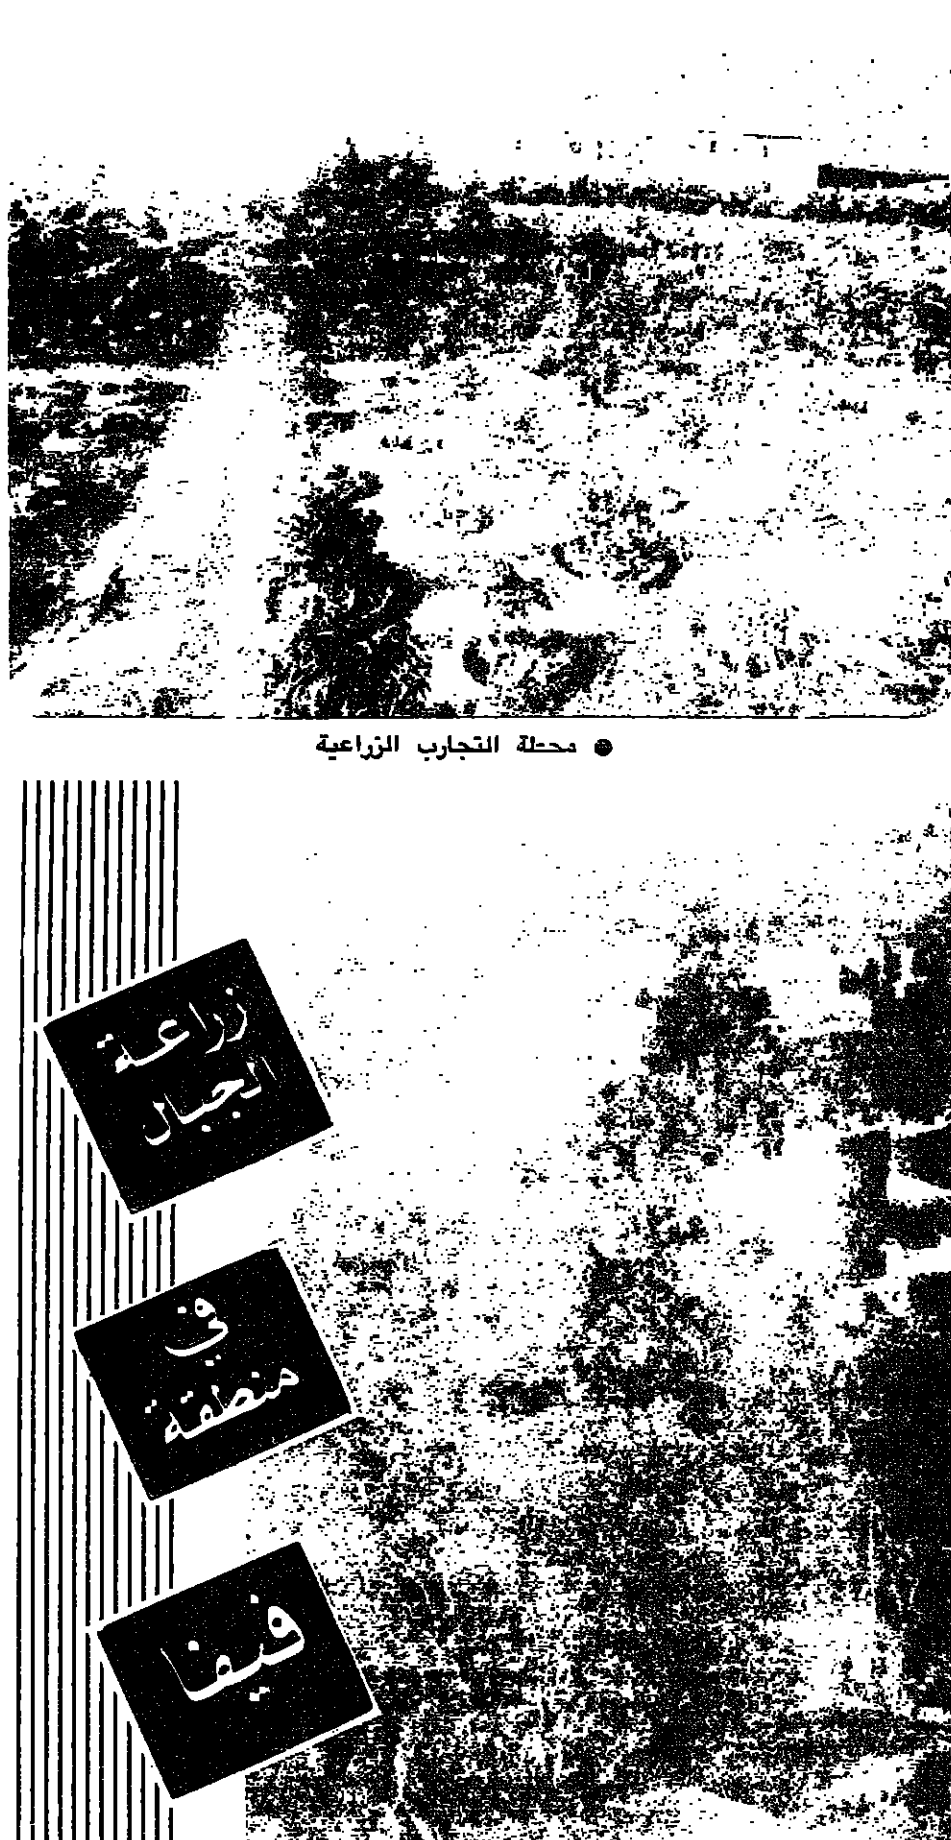 ● محطة التجارب الزراعية
زراعة
الجبال
في
منطقة
فيفا